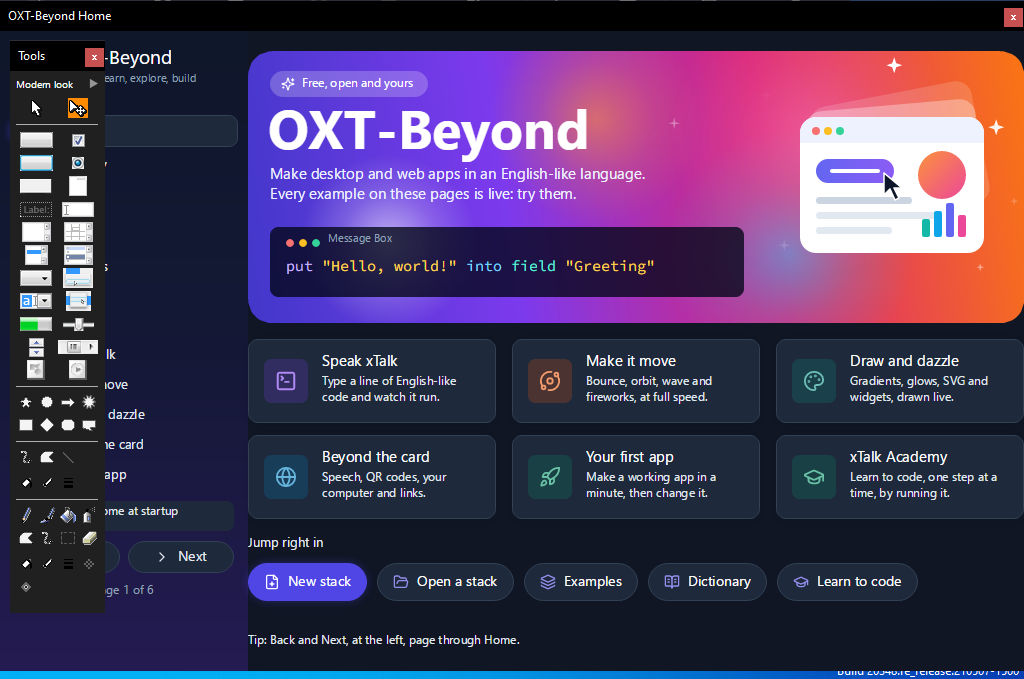 OXT-Beyond Home
Tools
-Beyond
earn, explore, build
Modern look
Label:
Free, open and yours
OXT-Beyond
Make desktop and web apps in an English-like language.
Every example on these pages is live: try them.
Message Box
put "Hello, world!" into field "Greeting"
Speak xTalk
Type a line of English-like
code and watch it run.
Make it move
Bounce, orbit, wave and
fireworks, at full speed.
Draw and dazzle
Gradients, glows, SVG and
widgets, drawn live.
Beyond the card
Speech, QR codes, your
computer and links.
Your first app
Make a working app in a
minute, then change it.
xTalk Academy
Learn to code, one step at a
time, by running it.
lk
nove
dazzle
he card
app
ome at startup
Next
ge 1 of 6
Jump right in
New stack
Open a stack
Examples
Dictionary
Learn to code
Tip: Back and Next, at the left, page through Home.